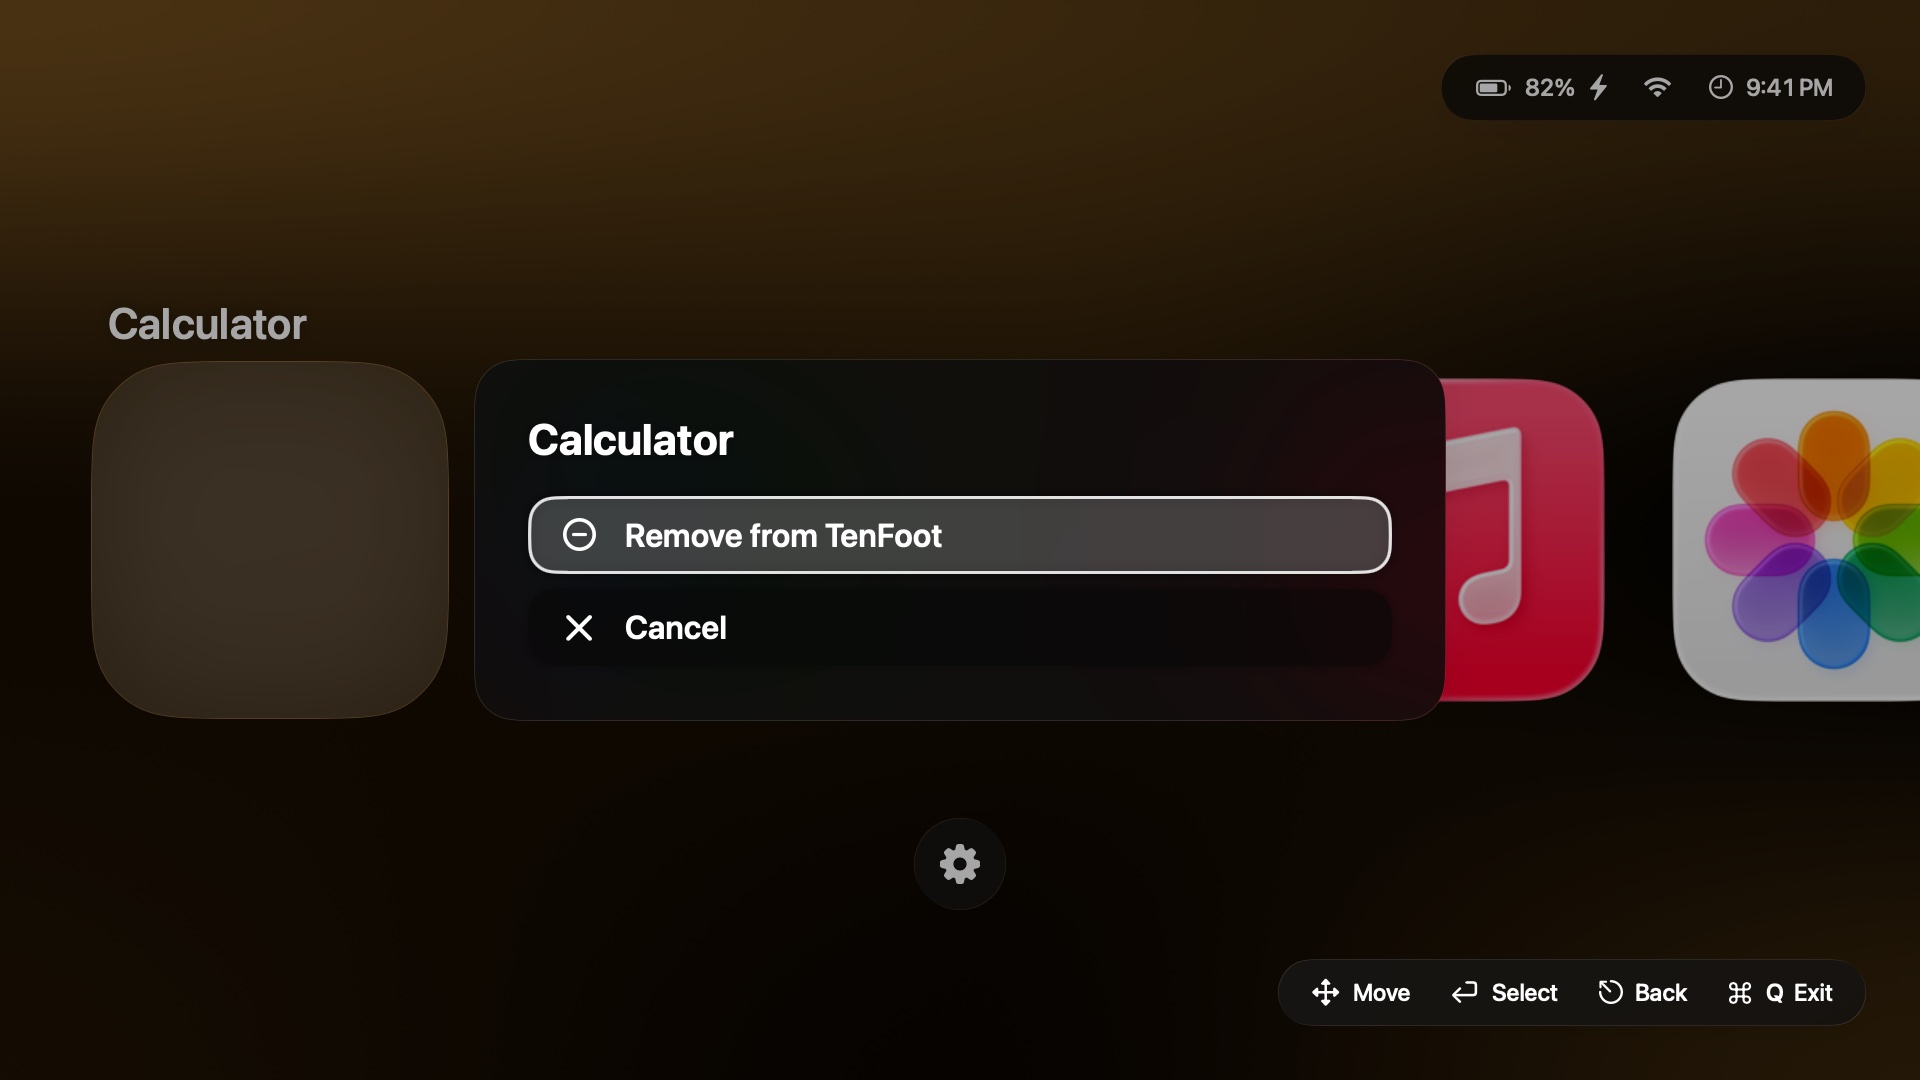 82%
9:41 PM
Calculator
Calculator
Remove from TenFoot
Cancel
Move
Select
Back
⌘ Q Exit